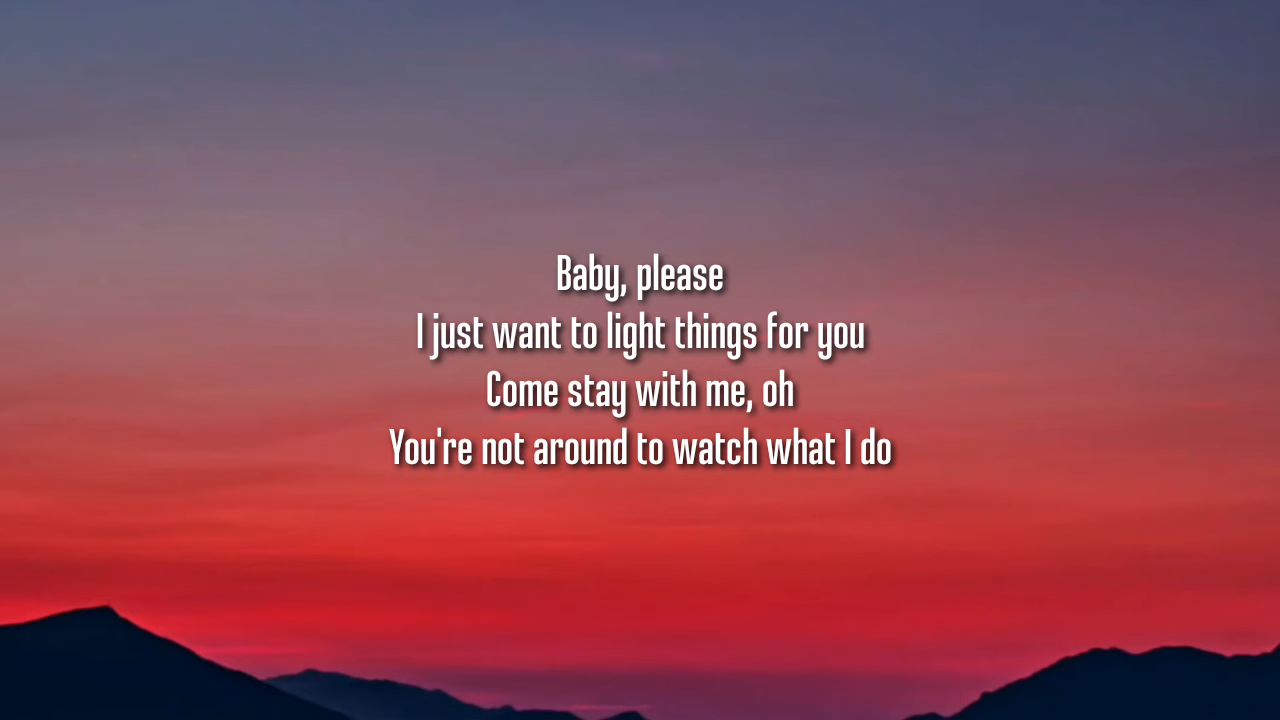 Baby, please
I just want to light things for you
Come stay with me, oh
You're not around to watch what I do